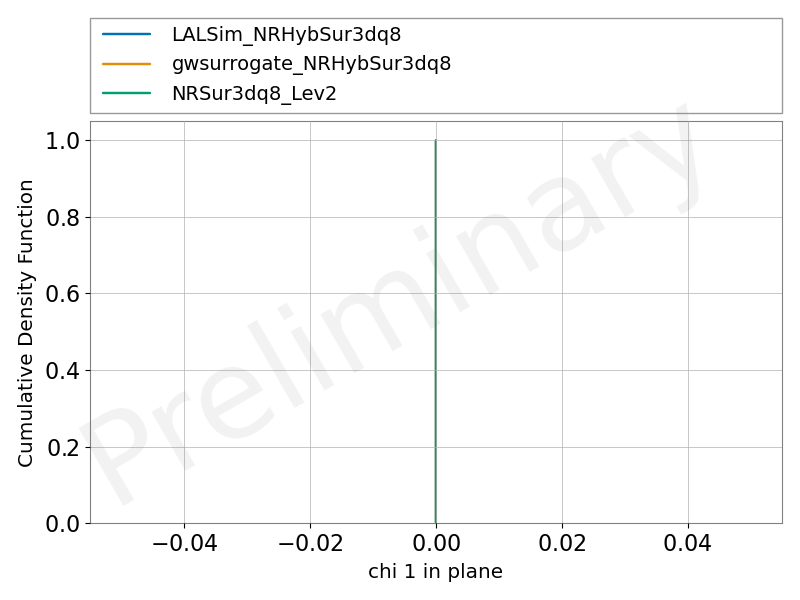 LALSim_NRHybSur3dq8
gwsurrogate_NRHybSur3dq8
NRSur3dq8_Lev2
Preliminary
1.0
0.8
0.6
0.4
0.2
0.0
Cumulative Density Function
−0.04 −0.02 0.00 0.02 0.04
chi 1 in plane